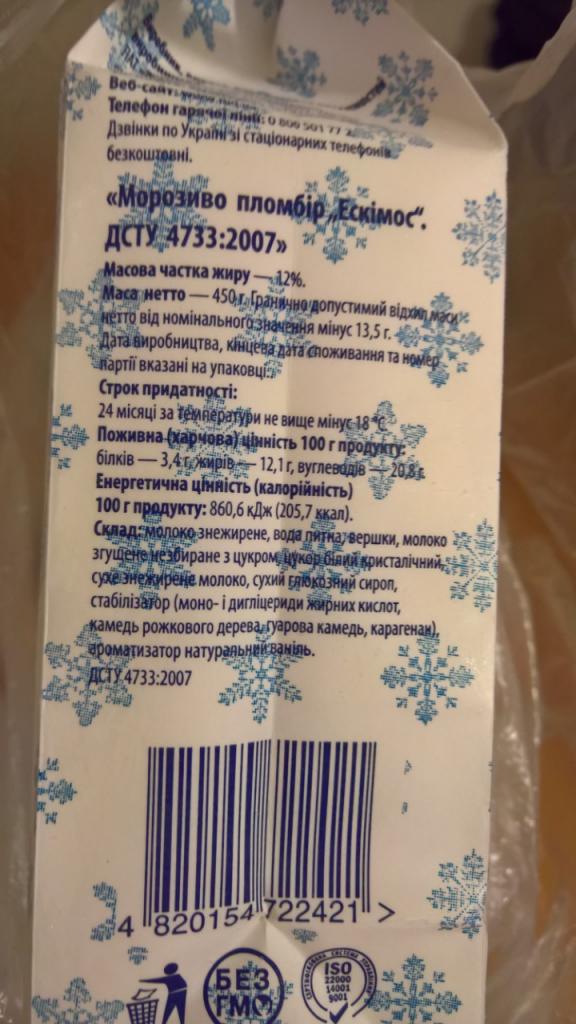 Веб-сайт:
Телефон гарячої лінії: 0 800 501 77
Дзвінки по Україні зі стаціонарних телефонів
безкоштовні.
«Морозиво пломбір „Ескімос“.
ДСТУ 4733:2007»
Масова частка жиру — 12%.
Маса нетто — 450 г. Гранично допустимий відхил маси
нетто від номінального значення мінус 13,5 г.
Дата виробництва, кінцева дата споживання та номер
партії вказані на упаковці.
Строк придатності:
24 місяці за температури не вище мінус 18 °С.
Поживна (харчова) цінність 100 г продукту:
білків — 3,4 г, жирів — 12,1 г, вуглеводів — 20,8 г.
Енергетична цінність (калорійність)
100 г продукту: 860,6 кДж (205,7 ккал).
Склад: молоко знежирене, вода питна, вершки, молоко
згущене незбиране з цукром, цукор білий кристалічний,
сухе знежирене молоко, сухий глюкозний сироп,
стабілізатор (моно- і дигліцериди жирних кислот,
камедь рожкового дерева, гуарова камедь, карагенан),
ароматизатор натуральний ваніль.
ДСТУ 4733:2007
4 820154 722421 >
БЕЗ
ГМО
ISO
22000
14001
9001